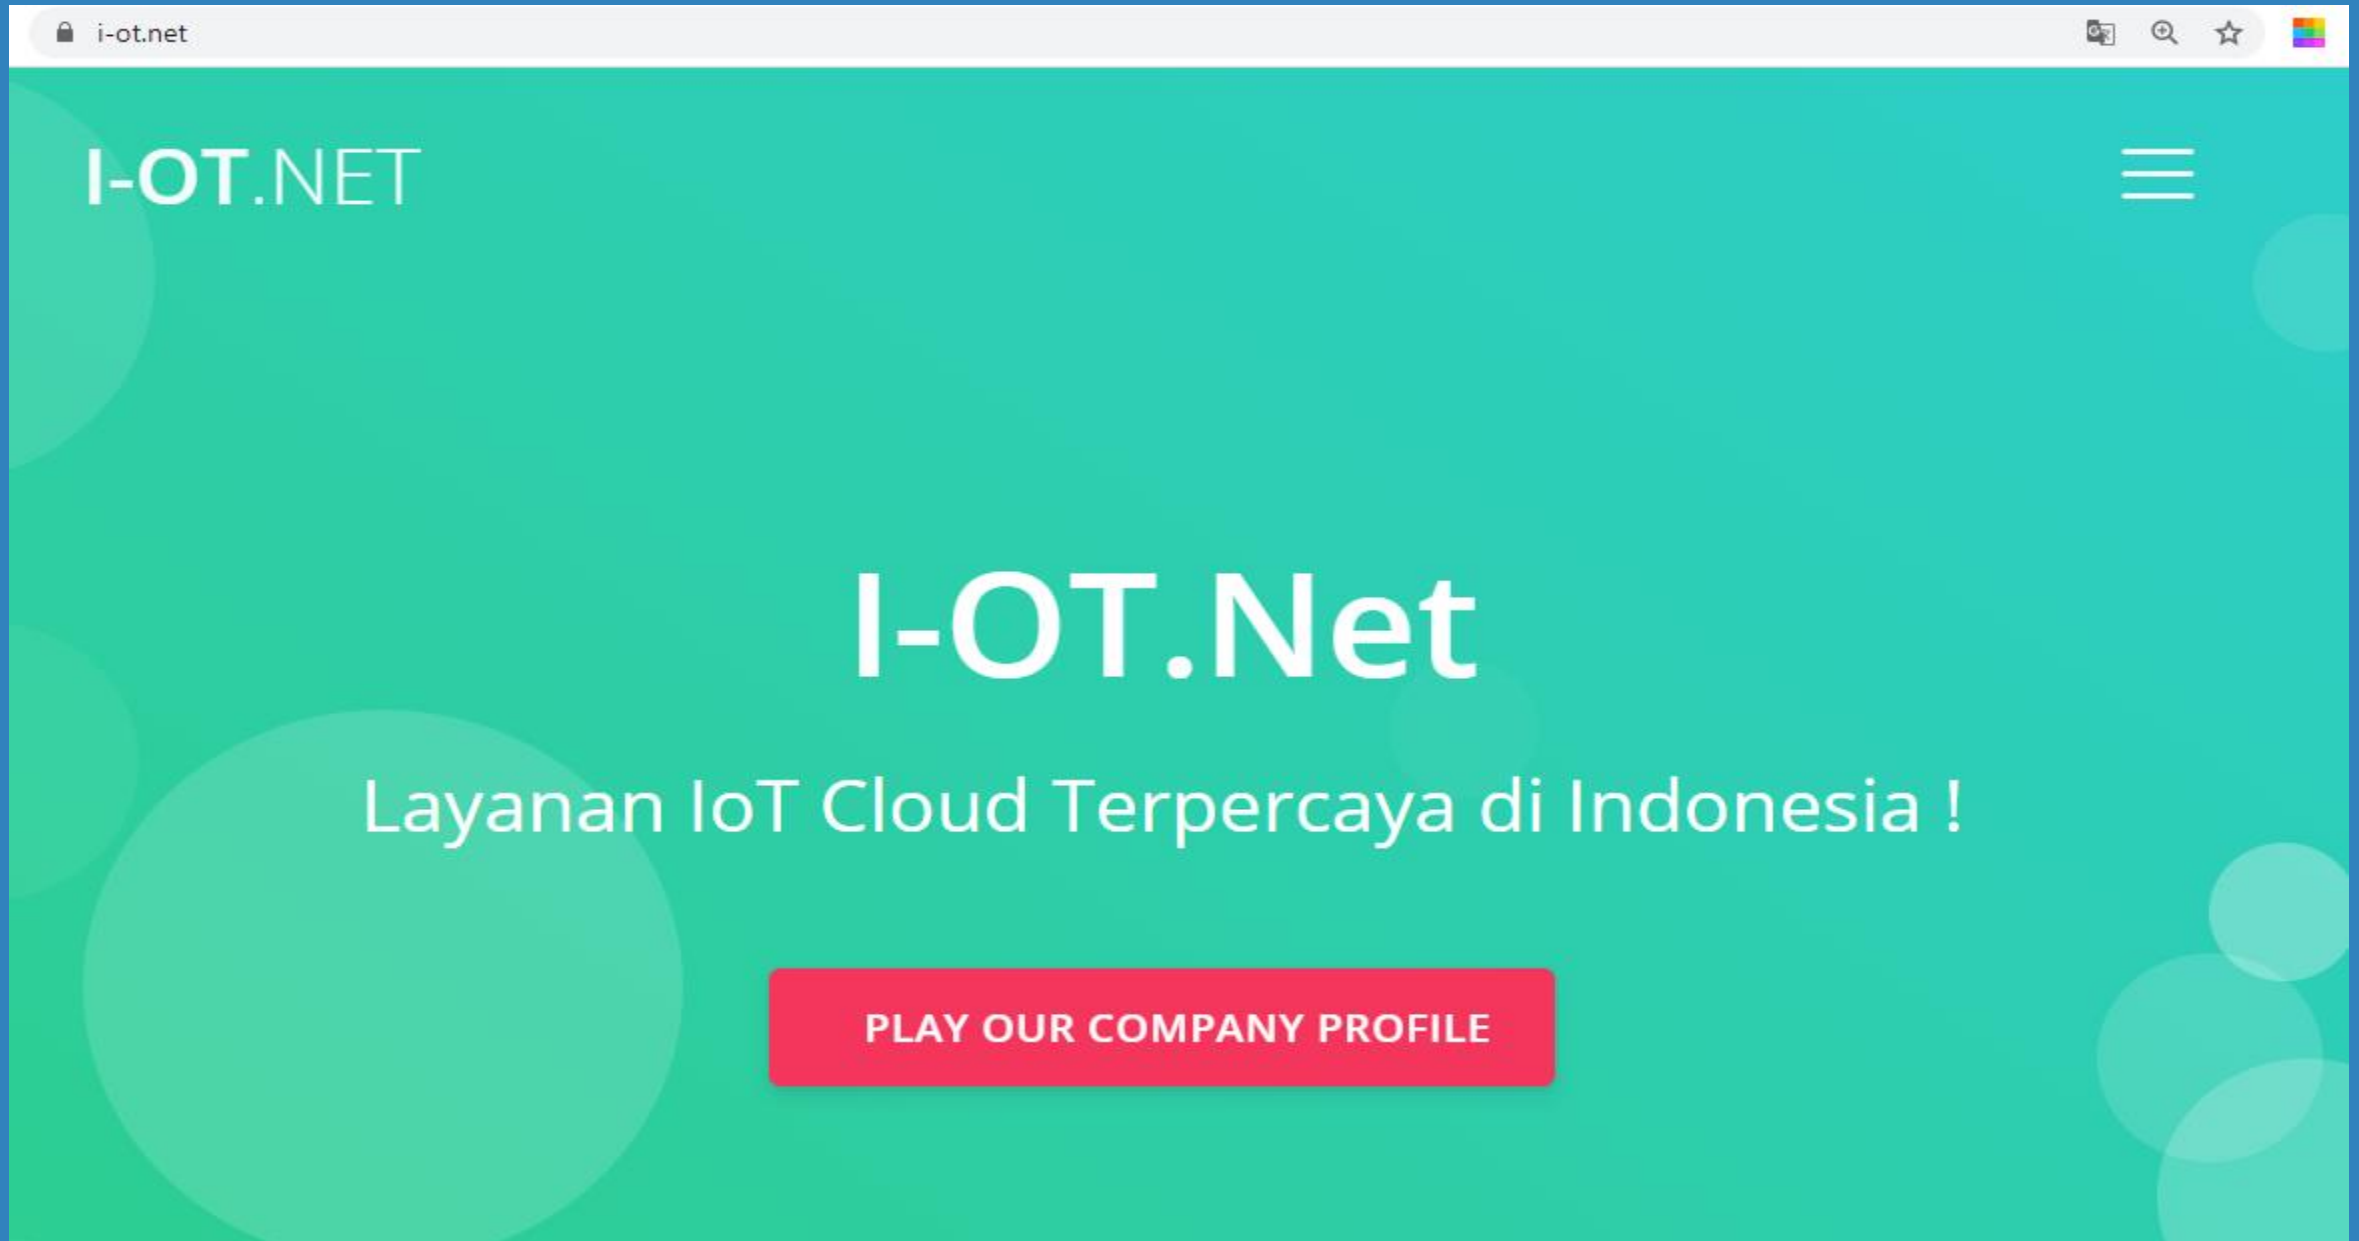 i-ot.net
I-OT.NET
I-OT.Net
Layanan IoT Cloud Terpercaya di Indonesia !
PLAY OUR COMPANY PROFILE